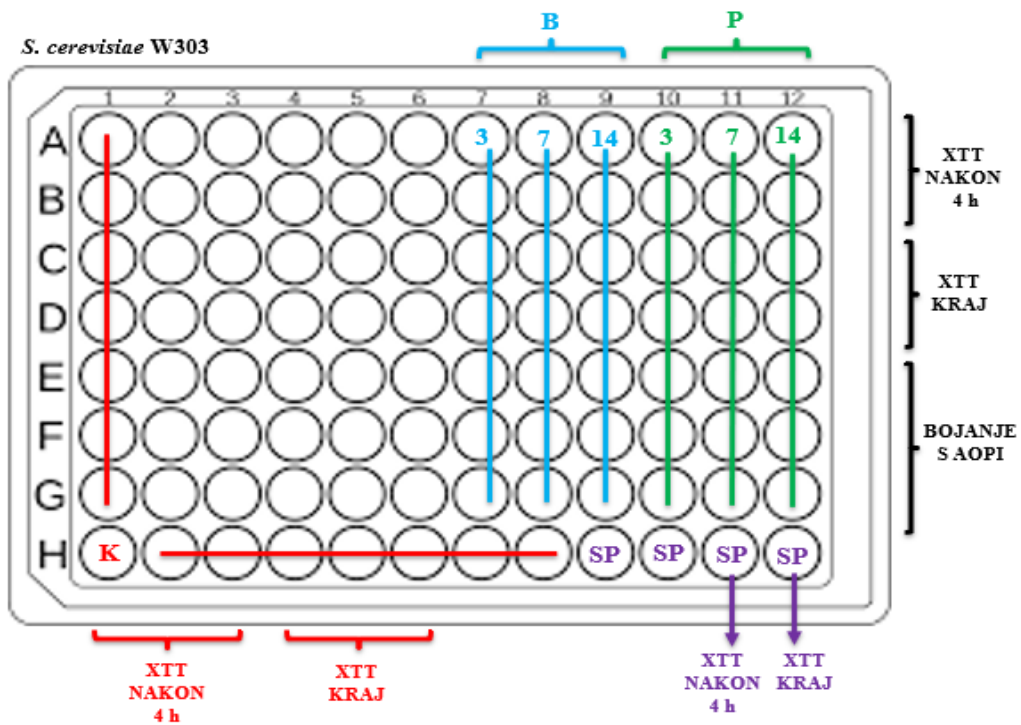 B P
S. cerevisiae W303
1 2 3 4 5 6 7 8 9 10 11 12
A 3 7 14 3 7 14
B
C
D
E
F
G
H K SP SP SP SP
XTT
NAKON
4 h
XTT
KRAJ
BOJANJE
S AOPI
XTT
NAKON
4 h
XTT
KRAJ
XTT
NAKON
4 h
XTT
KRAJ